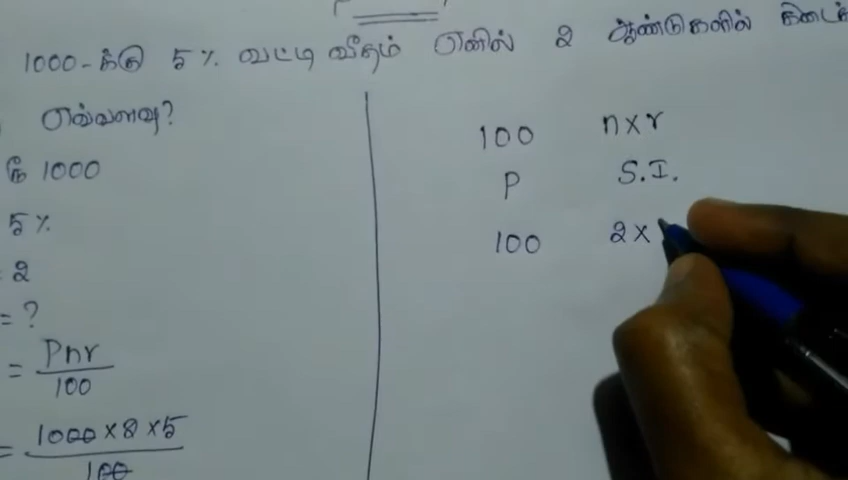 1000-க்கு 5% வட்டி வீதம் எனில் 2 ஆண்டுகளில்
எவ்வளவு?
ரூ 1000
5%
= 2
= ?
= Pnr/100
= 1000 × 2 × 5/100
100 n×r
P S.I.
100 2×